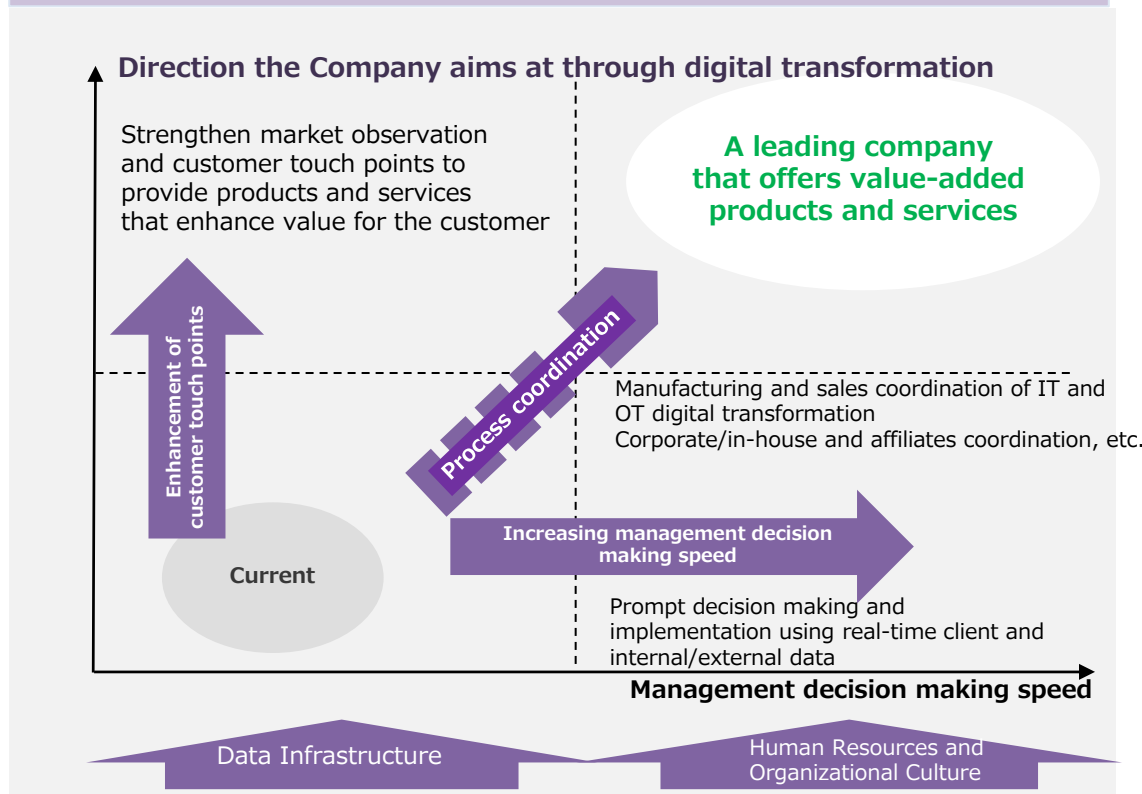 Direction the Company aims at through digital transformation
Strengthen market observation
and customer touch points to
provide products and services
that enhance value for the customer
A leading company
that offers value-added
products and services
Enhancement of
customer touch points
Process coordination
Manufacturing and sales coordination of IT and
OT digital transformation
Corporate/in-house and affiliates coordination, etc.
Current
Increasing management decision
making speed
Prompt decision making and
implementation using real-time client and
internal/external data
Management decision making speed
Data Infrastructure
Human Resources and
Organizational Culture